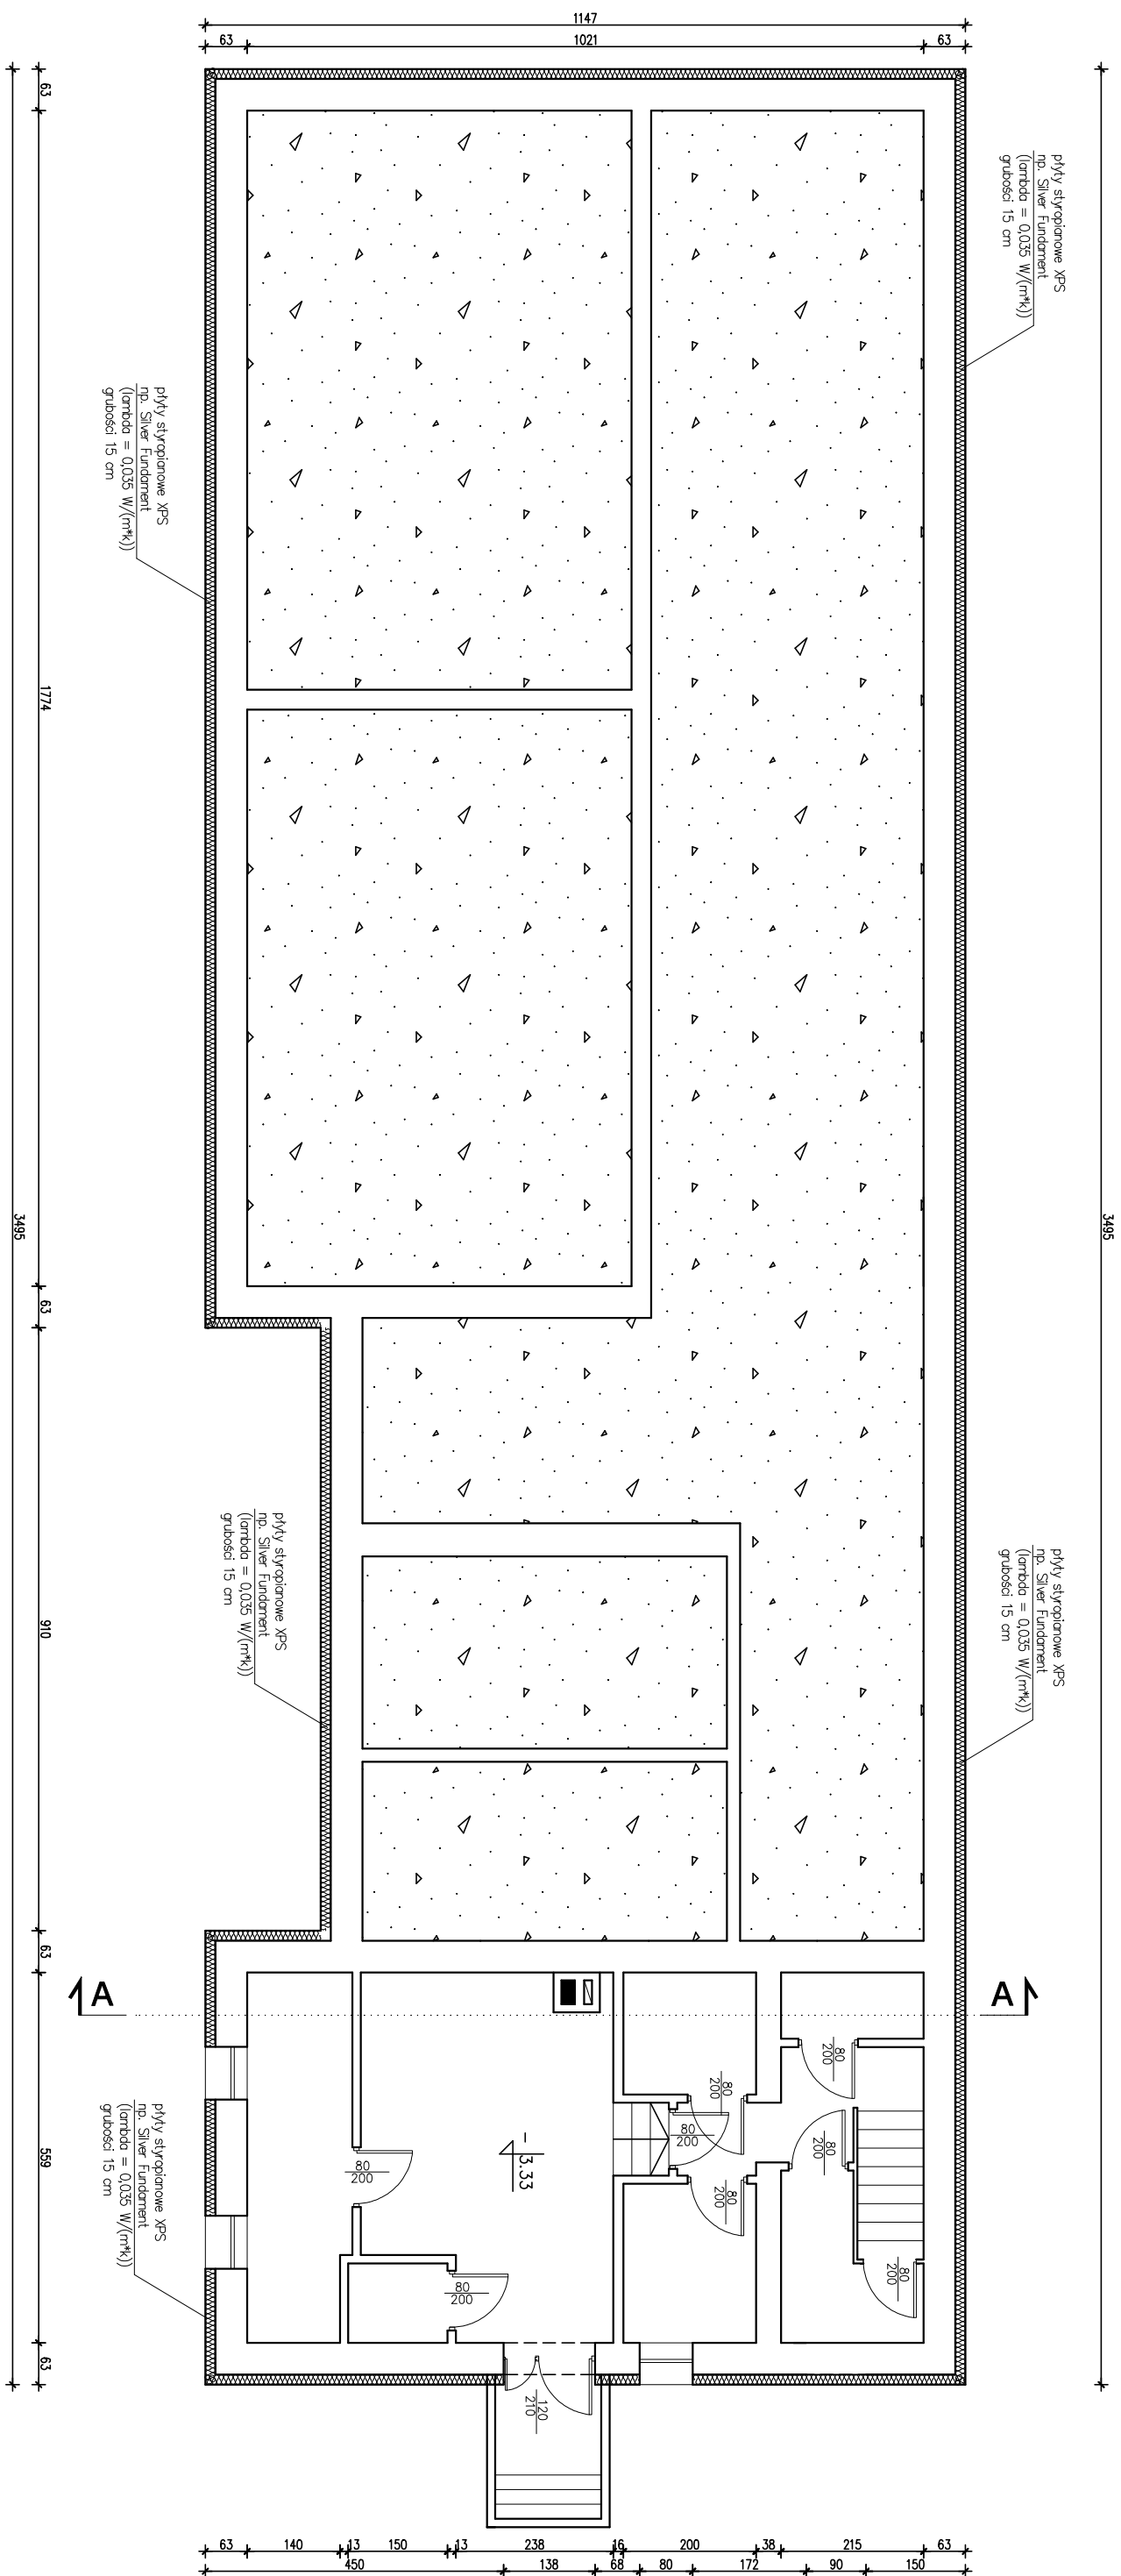 1147
63
1021
63
3495
63
1774
63
910
63
559
63
3495
płyty styropianowe XPS
np. Silver Fundament
(lambda = 0,035 W/(m*k))
grubości 15 cm
płyty styropianowe XPS
np. Silver Fundament
(lambda = 0,035 W/(m*k))
grubości 15 cm
płyty styropianowe XPS
np. Silver Fundament
(lambda = 0,035 W/(m*k))
grubości 15 cm
płyty styropianowe XPS
np. Silver Fundament
(lambda = 0,035 W/(m*k))
grubości 15 cm
płyty styropianowe XPS
np. Silver Fundament
(lambda = 0,035 W/(m*k))
grubości 15 cm
A
A
80
200
80
200
80
200
80
200
80
200
80
200
80
200
80
200
-3.33
120
210
63
140
13
150
13
238
16
200
38
215
63
450
138
68
80
172
90
150